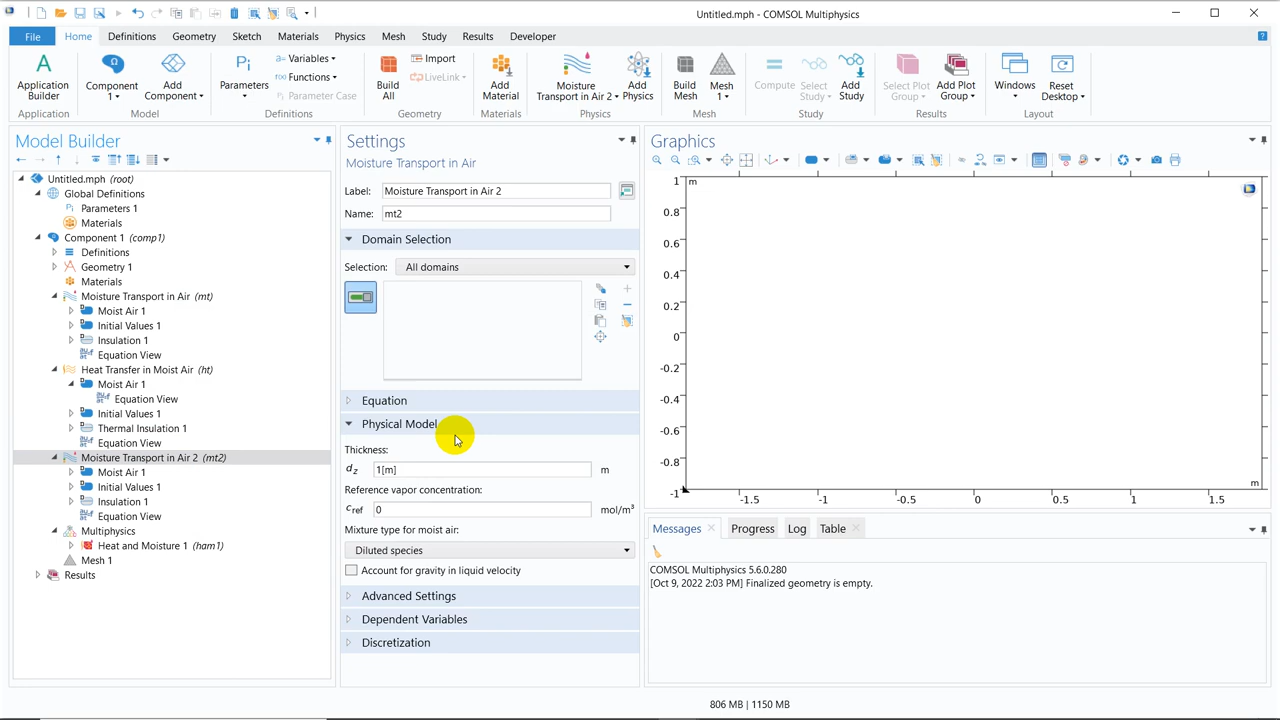 Untitled.mph - COMSOL Multiphysics
File Home Definitions Geometry Sketch Materials Physics Mesh Study Results Developer
Application Builder
Component 1
Add Component
Parameters
a= Variables
f(x) Functions
Pi Parameter Case
Build All
Import
LiveLink
Add Material
Moisture Transport in Air 2
Add Physics
Build Mesh
Mesh 1
Compute
Select Study
Add Study
Select Plot Group
Add Plot Group
Windows
Reset Desktop
Application Model Definitions Geometry Materials Physics Mesh Study Results Layout
Model Builder
Untitled.mph (root)
Global Definitions
Parameters 1
Materials
Component 1 (comp1)
Definitions
Geometry 1
Materials
Moisture Transport in Air (mt)
Moist Air 1
Initial Values 1
Insulation 1
Equation View
Heat Transfer in Moist Air (ht)
Moist Air 1
Equation View
Initial Values 1
Thermal Insulation 1
Equation View
Moisture Transport in Air 2 (mt2)
Moist Air 1
Initial Values 1
Insulation 1
Equation View
Multiphysics
Heat and Moisture 1 (ham1)
Mesh 1
Results
Settings
Moisture Transport in Air
Label: Moisture Transport in Air 2
Name: mt2
Domain Selection
Selection: All domains
Equation
Physical Model
Thickness:
dz 1[m] m
Reference vapor concentration:
cref 0 mol/m³
Mixture type for moist air:
Diluted species
Account for gravity in liquid velocity
Advanced Settings
Dependent Variables
Discretization
Graphics
m
1
0.8
0.6
0.4
0.2
0
-0.2
-0.4
-0.6
-0.8
-1
m
-1.5 -1 -0.5 0 0.5 1 1.5
Messages Progress Log Table
COMSOL Multiphysics 5.6.0.280
[Oct 9, 2022 2:03 PM] Finalized geometry is empty.
806 MB | 1150 MB